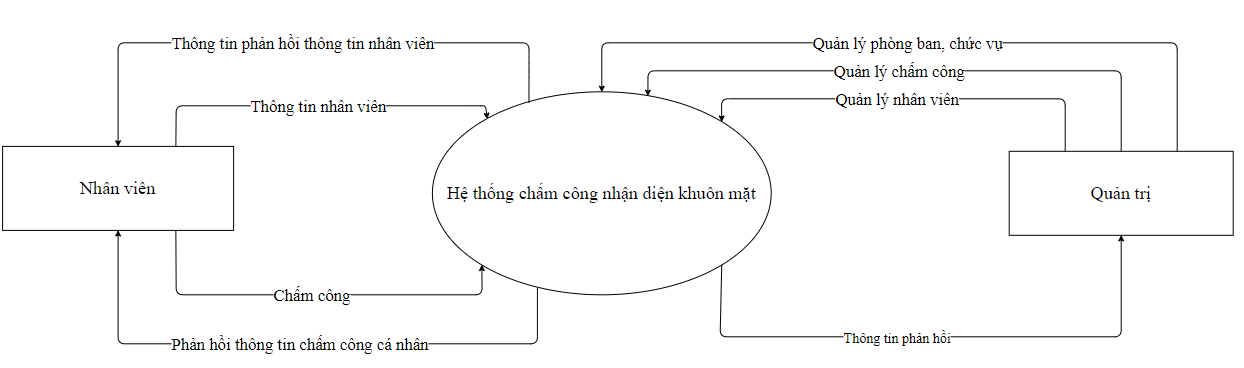 Thông tin phản hồi thông tin nhân viên
Quản lý phòng ban, chức vụ
Quản lý chấm công
Thông tin nhân viên
Quản lý nhân viên
Nhân viên
Hệ thống chấm công nhận diện khuôn mặt
Quản trị
Chấm công
Phản hồi thông tin chấm công cá nhân
Thông tin phản hồi